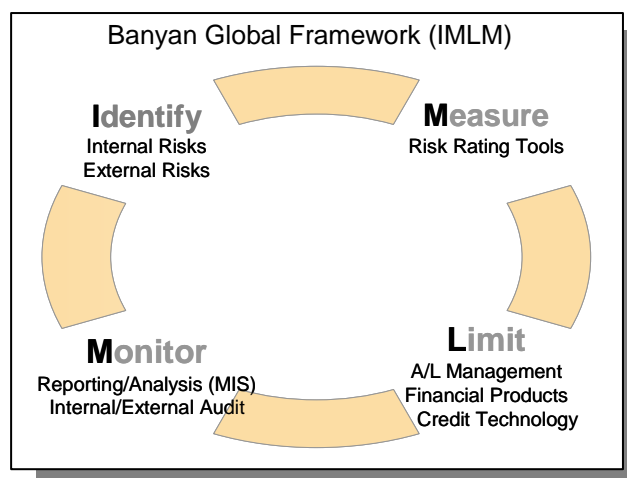 Banyan Global Framework (IMLM)
Identify
Internal Risks
External Risks
Measure
Risk Rating Tools
Limit
A/L Management
Financial Products
Credit Technology
Monitor
Reporting/Analysis (MIS)
Internal/External Audit